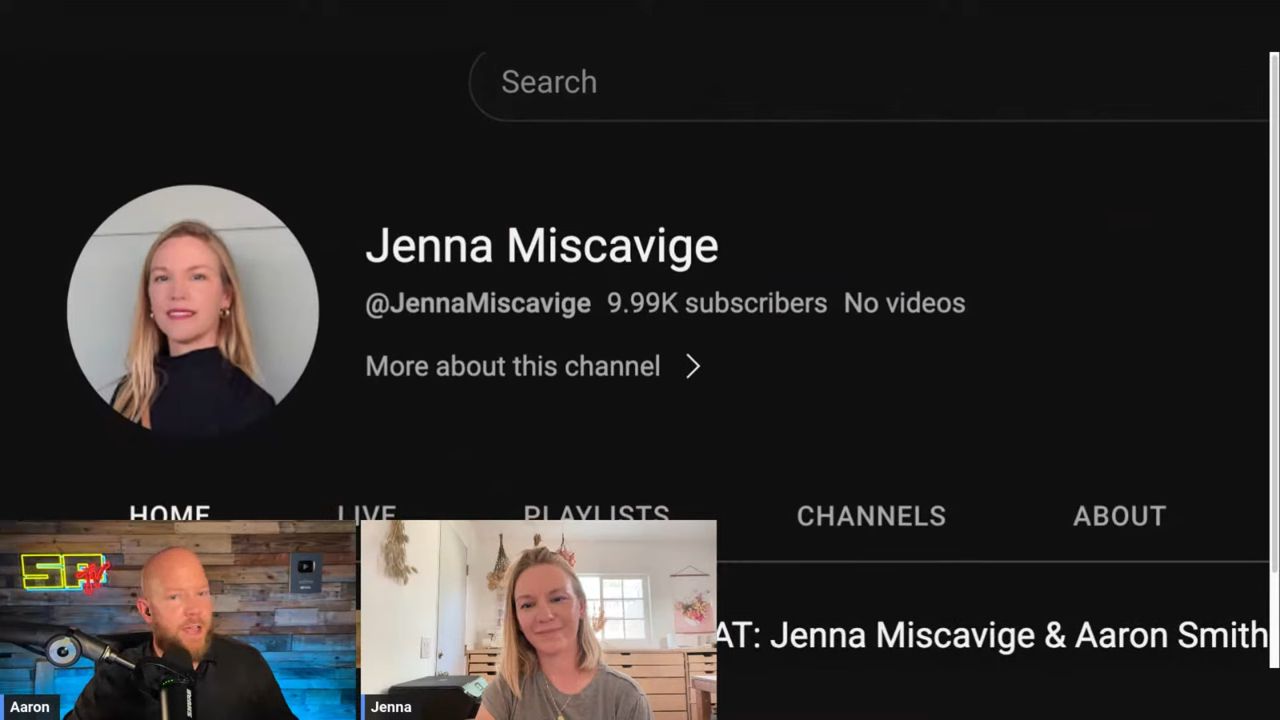 Search
Jenna Miscavige
@JennaMiscavige 9.99K subscribers No videos
More about this channel
HOME LIVE PLAYLISTS CHANNELS ABOUT
AT: Jenna Miscavige & Aaron Smith
SPTV
Aaron
Jenna